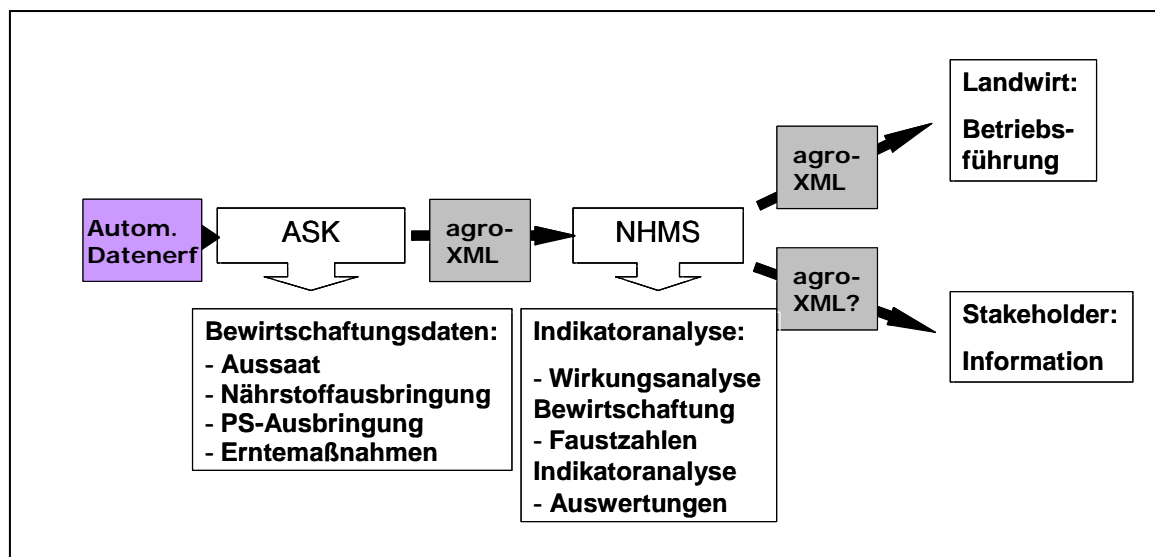 Autom.
Datenerf
ASK
agro-
XML
NHMS
agro-
XML
agro-
XML?
Landwirt:
Betriebs-
führung
Stakeholder:
Information
Bewirtschaftungsdaten:
- Aussaat
- Nährstoffausbringung
- PS-Ausbringung
- Erntemaßnahmen
Indikatoranalyse:
- Wirkungsanalyse
Bewirtschaftung
- Faustzahlen
Indikatoranalyse
- Auswertungen